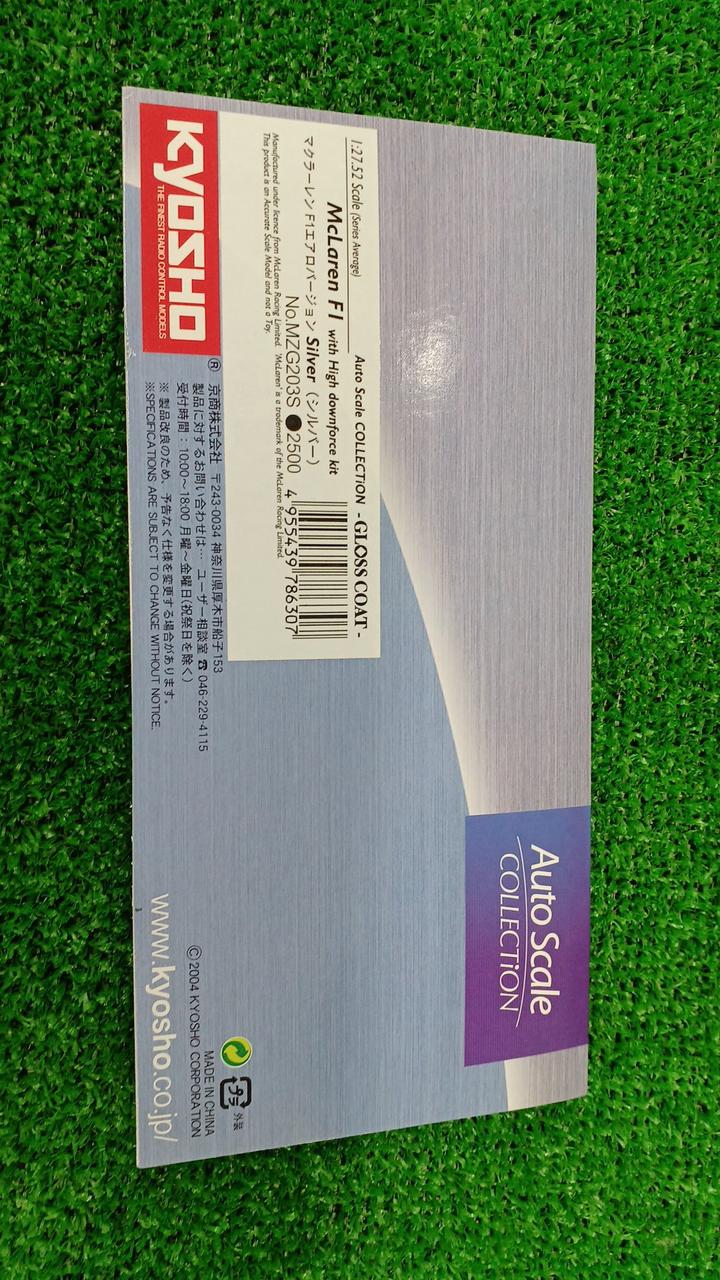 1:27.52 Scale (Series Average)
Auto Scale COLLECTiON - GLOSS COAT -
McLaren F1 with High downforce kit
マクラーレン F1エアロバージョン Silver (シルバー)
No.MZG203S ●2500
4 955439 786307
Manufactured under licence from McLaren Racing Limited. 'McLaren' is a trademark of the McLaren Racing Limited.
This product is an Accurate Scale Model and not a Toy.
KYOSHO
THE FINEST RADIO CONTROL MODELS
®
京商株式会社 〒243-0034 神奈川県厚木市船子153
製品に対するお問い合わせは… ユーザー相談室 ☎ 046-229-4115
受付時間：10:00～18:00 月曜～金曜日(祝祭日を除く)
※ 製品改良のため、予告なく仕様を変更する場合があります。
※SPECIFICATIONS ARE SUBJECT TO CHANGE WITHOUT NOTICE.
Auto Scale
COLLECTiON
プラ
外装
MADE IN CHINA
©2004 KYOSHO CORPORATION
www.kyosho.co.jp/